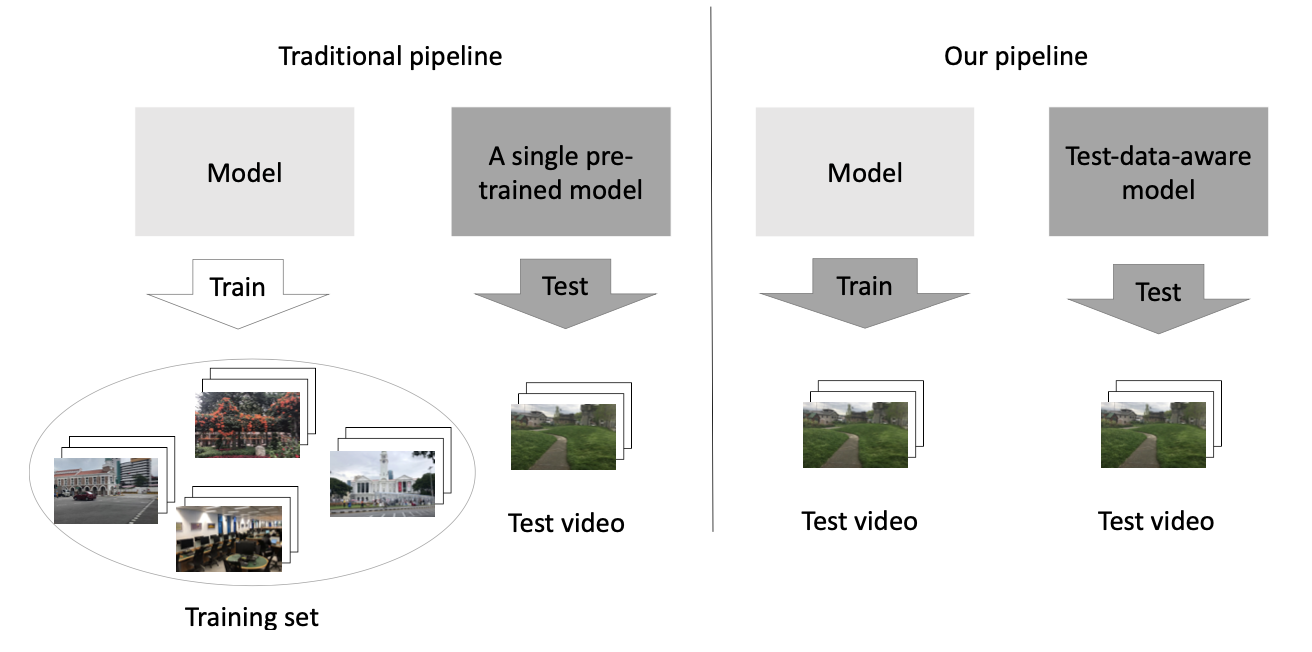 Traditional pipeline
Our pipeline
Model
A single pre-
trained model
Model
Test-data-aware
model
Train
Test
Train
Test
Test video
Test video
Test video
Training set